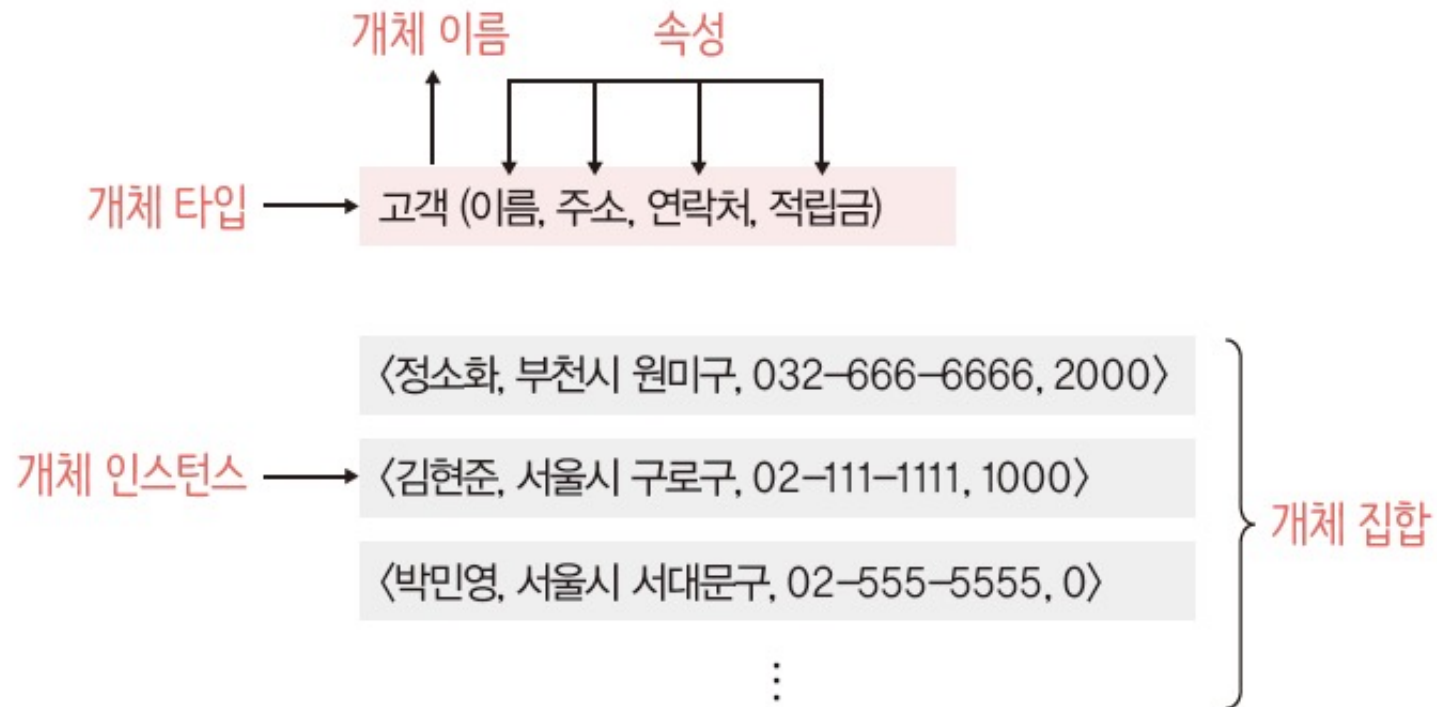 개체 이름
속성
개체 타입
고객 (이름, 주소, 연락처, 적립금)
〈정소화, 부천시 원미구, 032-666-6666, 2000〉
개체 인스턴스
〈김현준, 서울시 구로구, 02-111-1111, 1000〉
개체 집합
〈박민영, 서울시 서대문구, 02-555-5555, 0〉
⋮